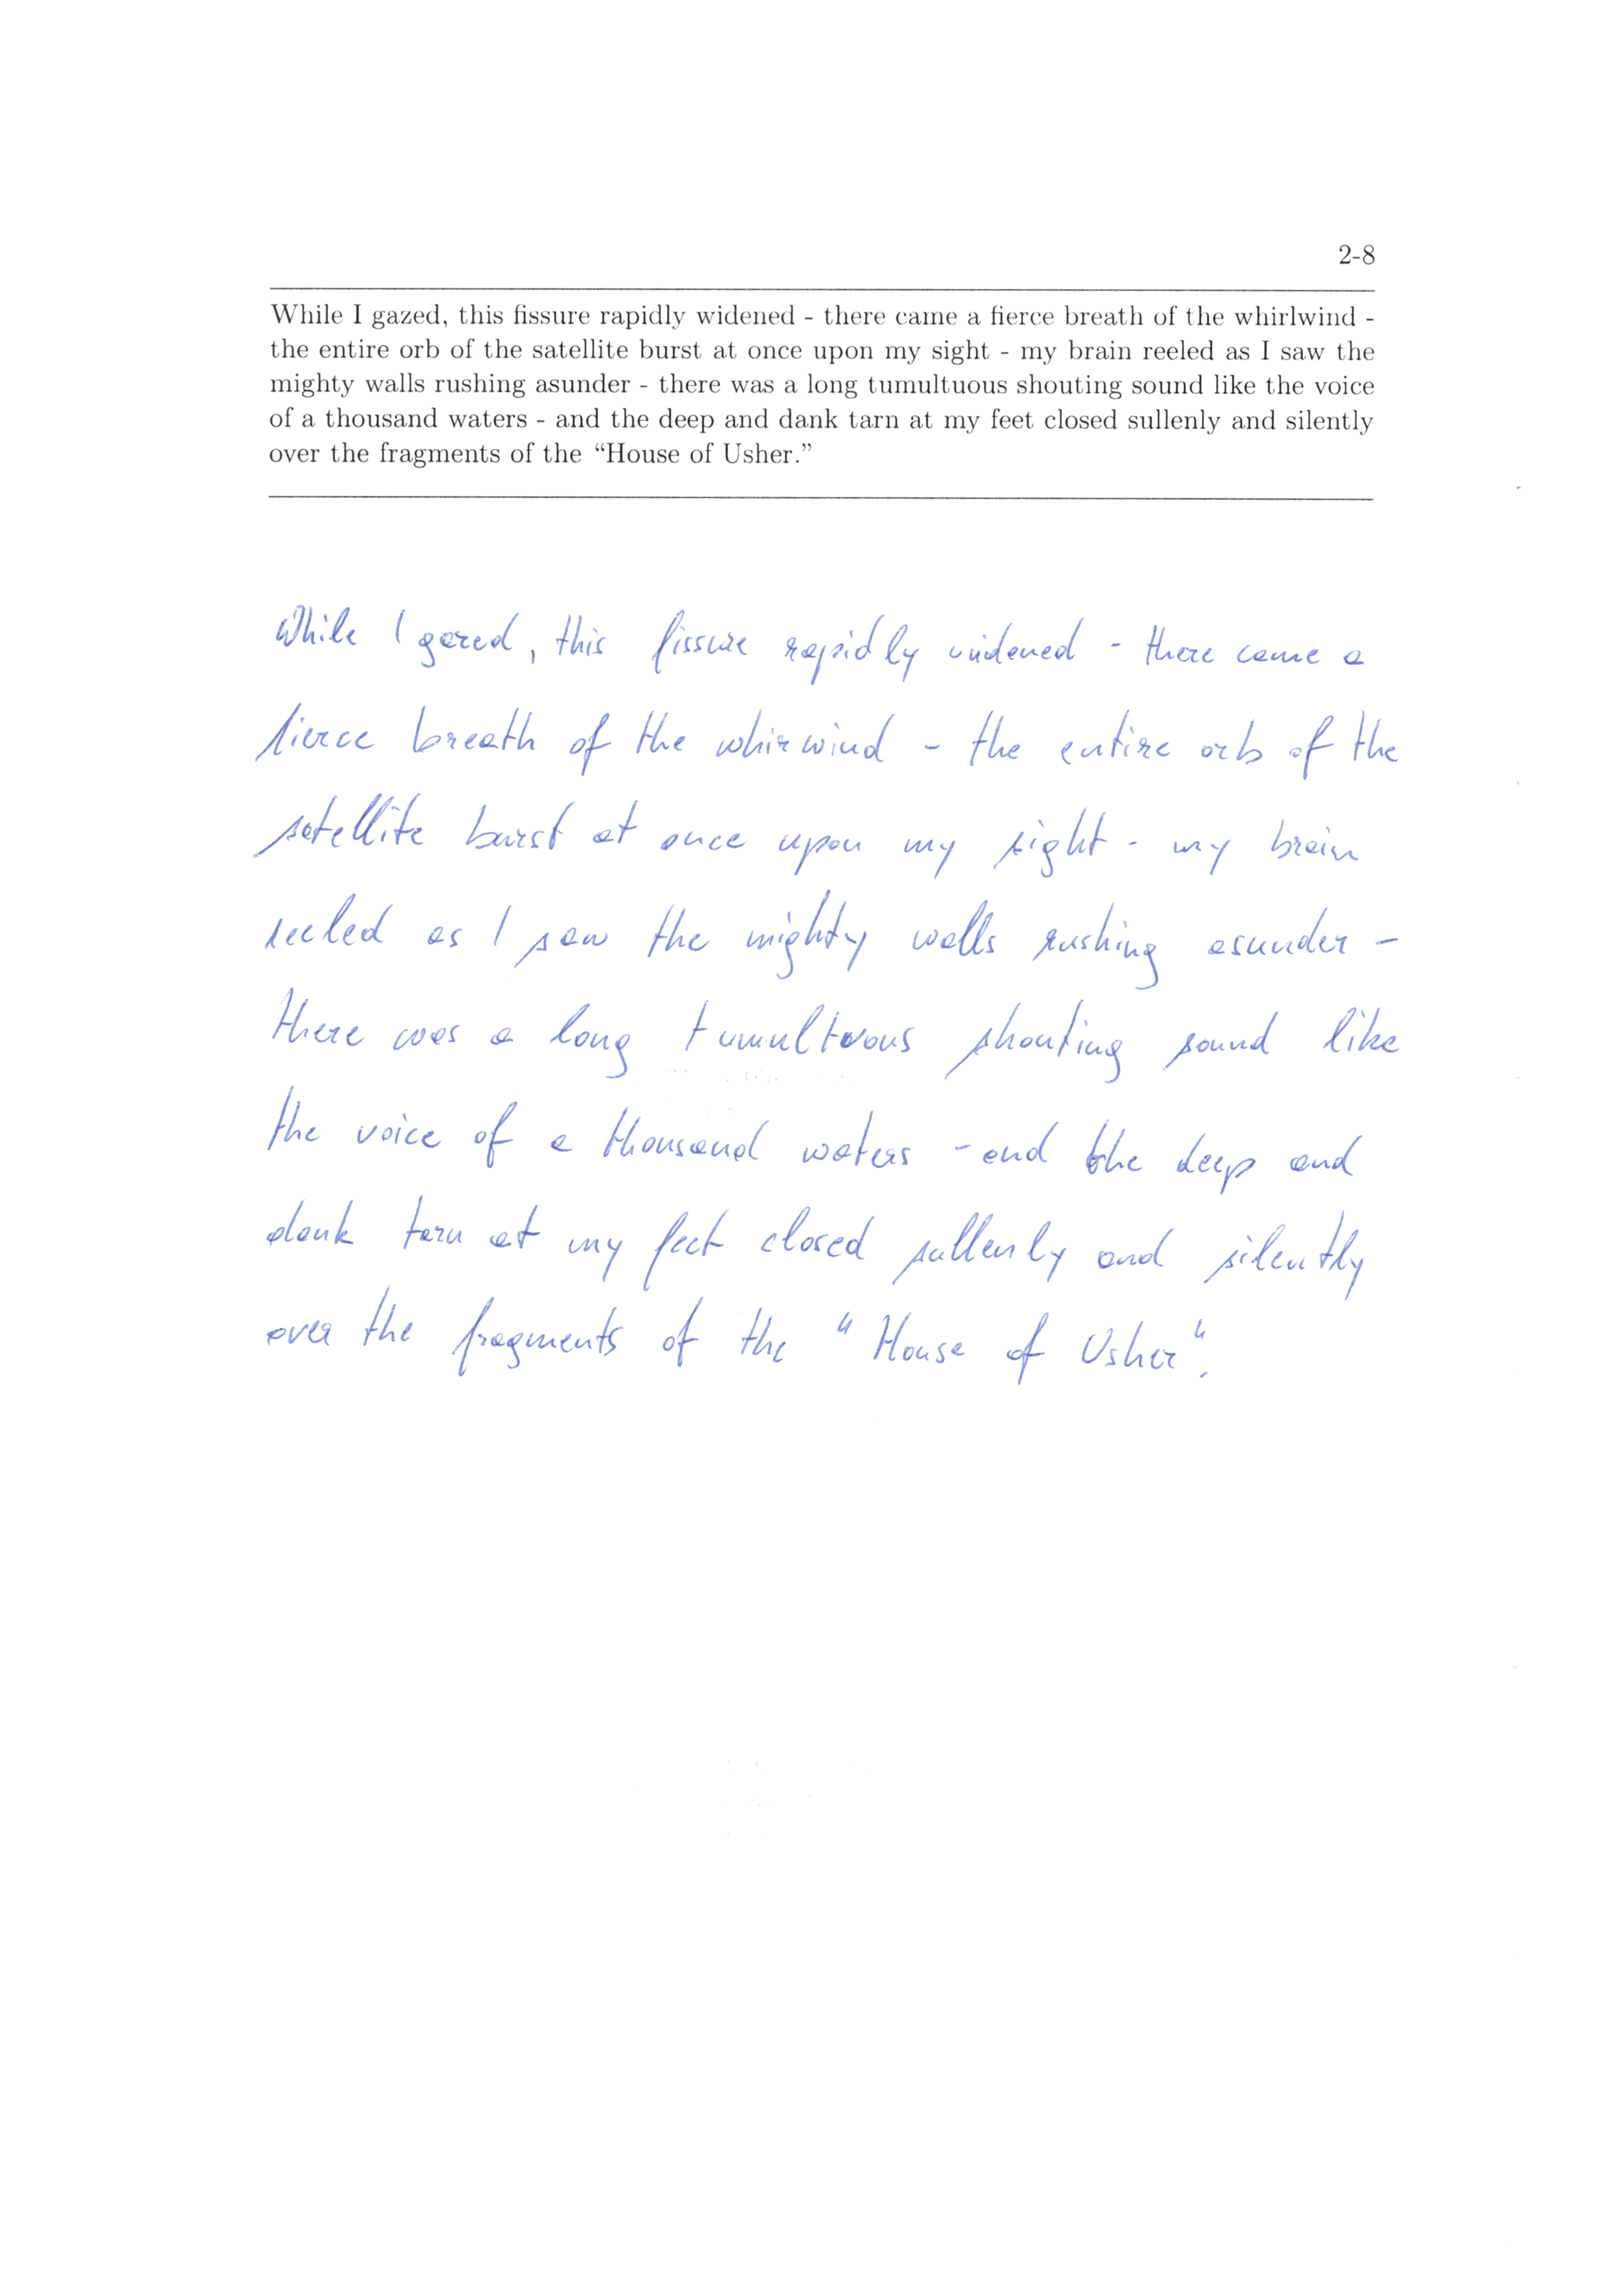 2-8
While I gazed, this fissure rapidly widened - there came a fierce breath of the whirlwind -
the entire orb of the satellite burst at once upon my sight - my brain reeled as I saw the
mighty walls rushing asunder - there was a long tumultuous shouting sound like the voice
of a thousand waters - and the deep and dank tarn at my feet closed sullenly and silently
over the fragments of the “House of Usher.”
While I gazed, this fissure rapidly widened - there came a
fierce breath of the whirwind - the entire orb of the
satellite burst at once upon my sight - my brain
reeled as I saw the mighty walls rushing asunder -
there was a long tumultuous shouting sound like
the voice of a thousand waters - and the deep and
dank tarn at my feet closed sullenly and silently
over the fragments of the "House of Usher".